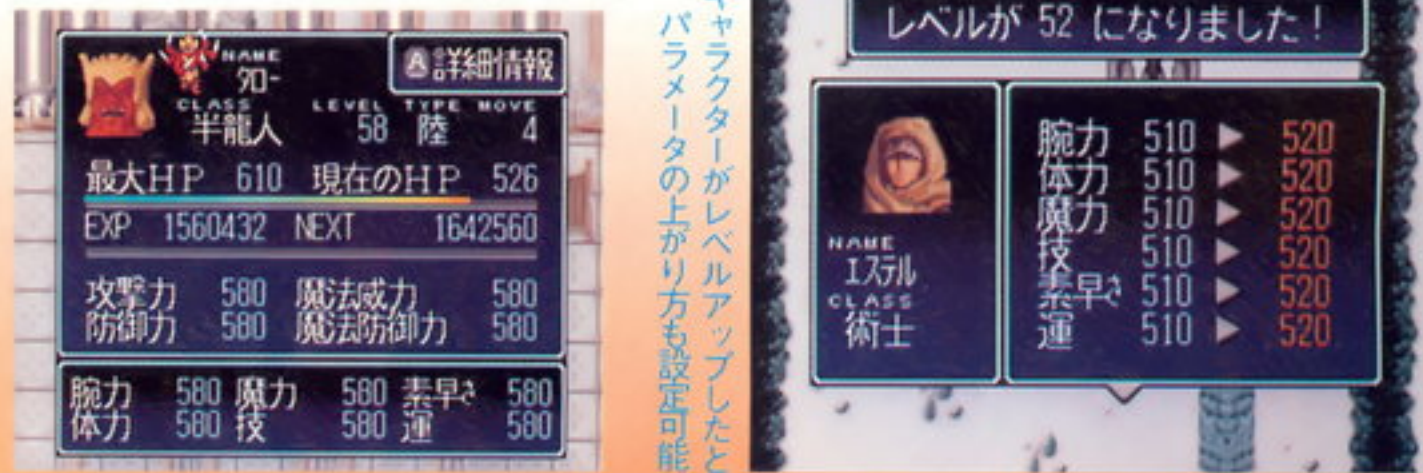 NAME
タロー
Ⓐ詳細情報
CLASS LEVEL TYPE MOVE
半龍人 58 陸 4
最大HP 610 現在のHP 526
EXP 1560432 NEXT 1642560
攻撃力 580 魔法威力 580
防御力 580 魔法防御力 580
腕力 580 魔力 580 素早さ 580
体力 580 技 580 運 580
ャラクターがレベルアップしたと
パラメータの上がり方も設定可能
レベルが 52 になりました!
NAME
エステル
CLASS
術士
腕力 510 ▶ 520
体力 510 ▶ 520
魔力 510 ▶ 520
技 510 ▶ 520
素早さ 510 ▶ 520
運 510 ▶ 520